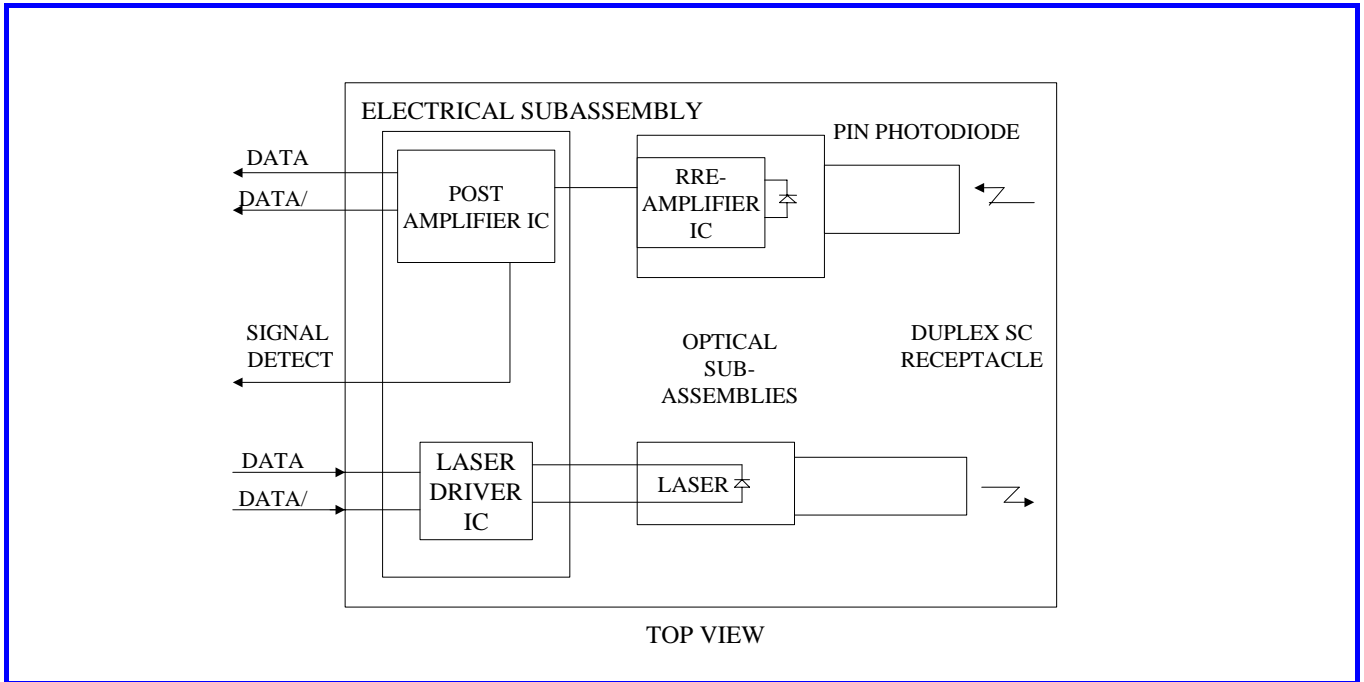 ELECTRICAL SUBASSEMBLY
PIN PHOTODIODE
DATA
DATA/
POST
AMPLIFIER IC
RRE-
AMPLIFIER
IC
SIGNAL
DETECT
OPTICAL
SUB-
ASSEMBLIES
DUPLEX SC
RECEPTACLE
DATA
DATA/
LASER
DRIVER
IC
LASER
TOP VIEW